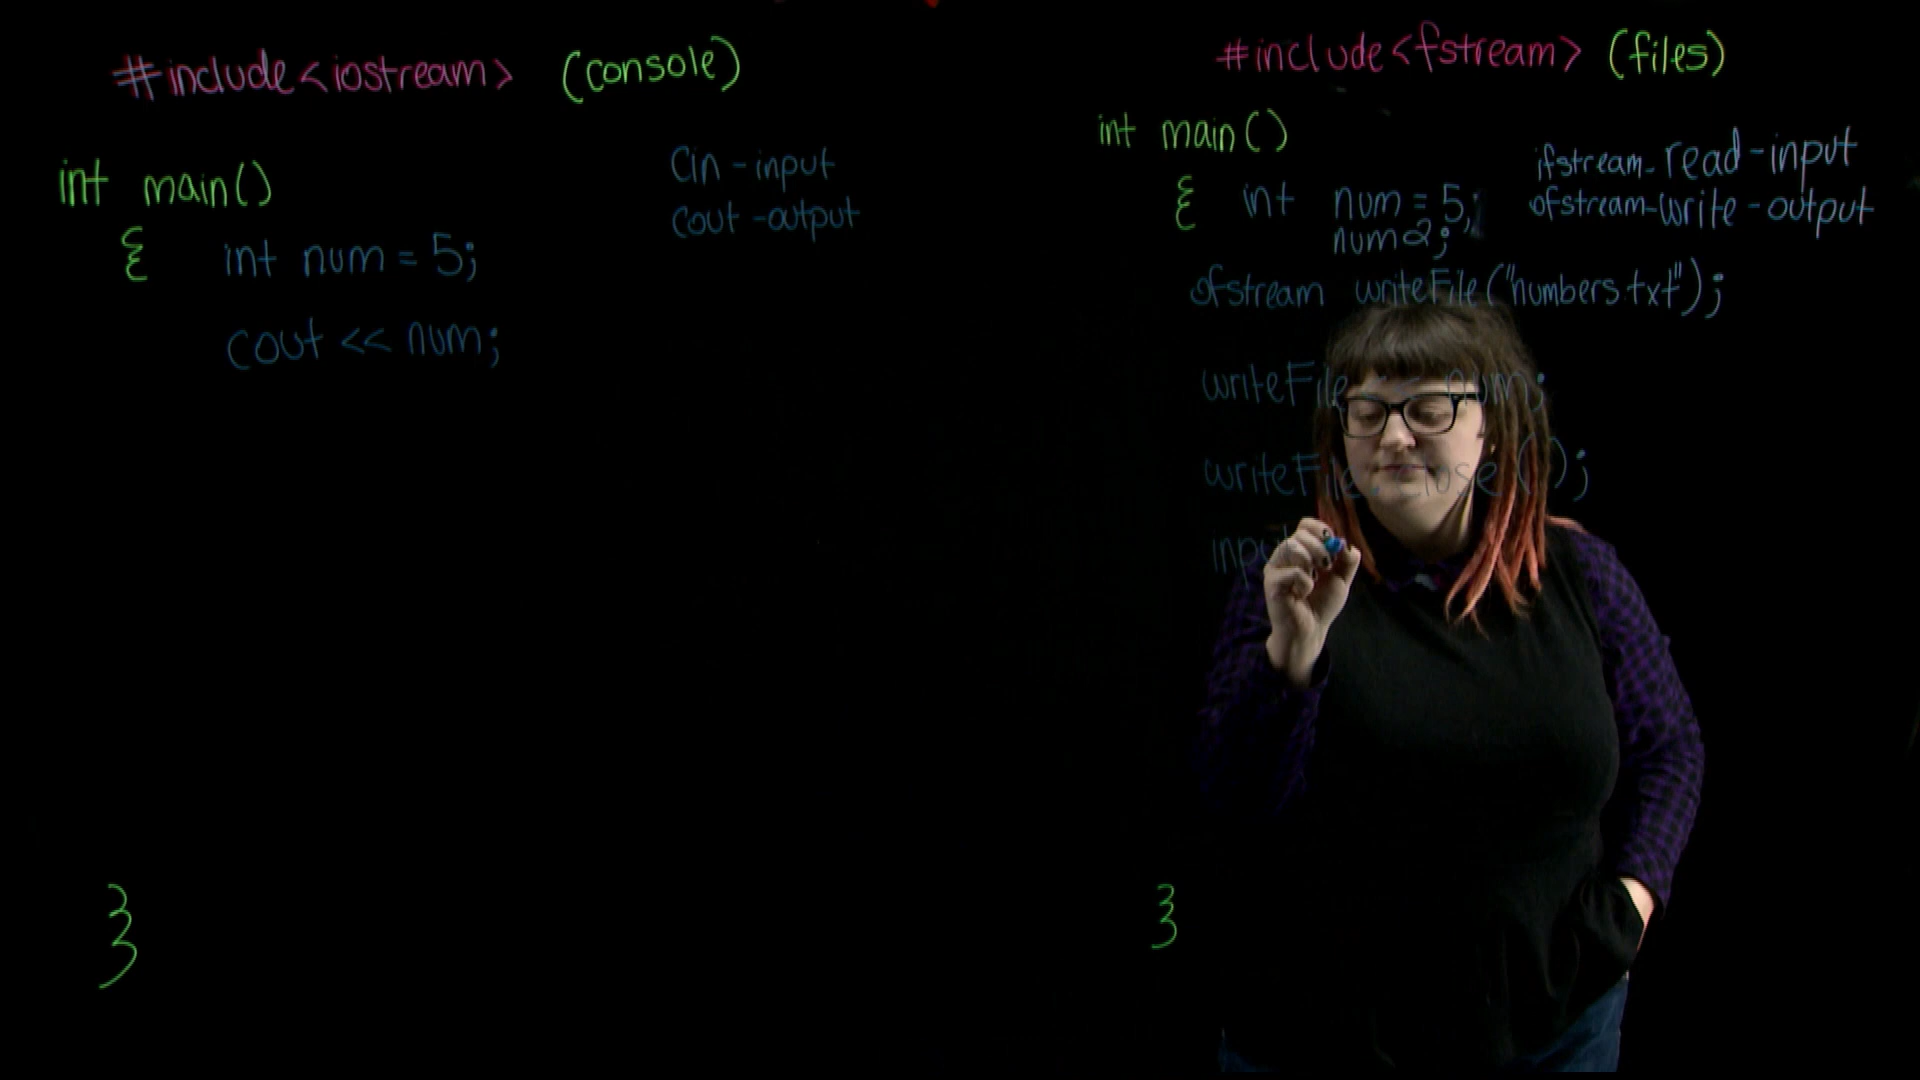 #include<iostream> (console)
int main()
cin - input
cout - output
{ int num = 5;
cout << num;
}
#include<fstream> (files)
int main()
ifstream - read - input
ofstream - write - output
{ int num = 5;
num2;
ofstream writeFile("numbers.txt");
writeFile << num;
writeFile.close();
}